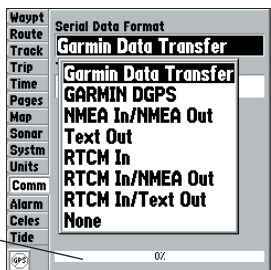 Waypt
Route
Track
Trip
Time
Pages
Map
Sonar
Systm
Units
Comm
Alarm
Celes
Tide
GPS
Serial Data Format
Garmin Data Transfer
Garmin Data Transfer
GARMIN DGPS
NMEA In/NMEA Out
Text Out
RTCM In
RTCM In/NMEA Out
RTCM In/Text Out
None
0%